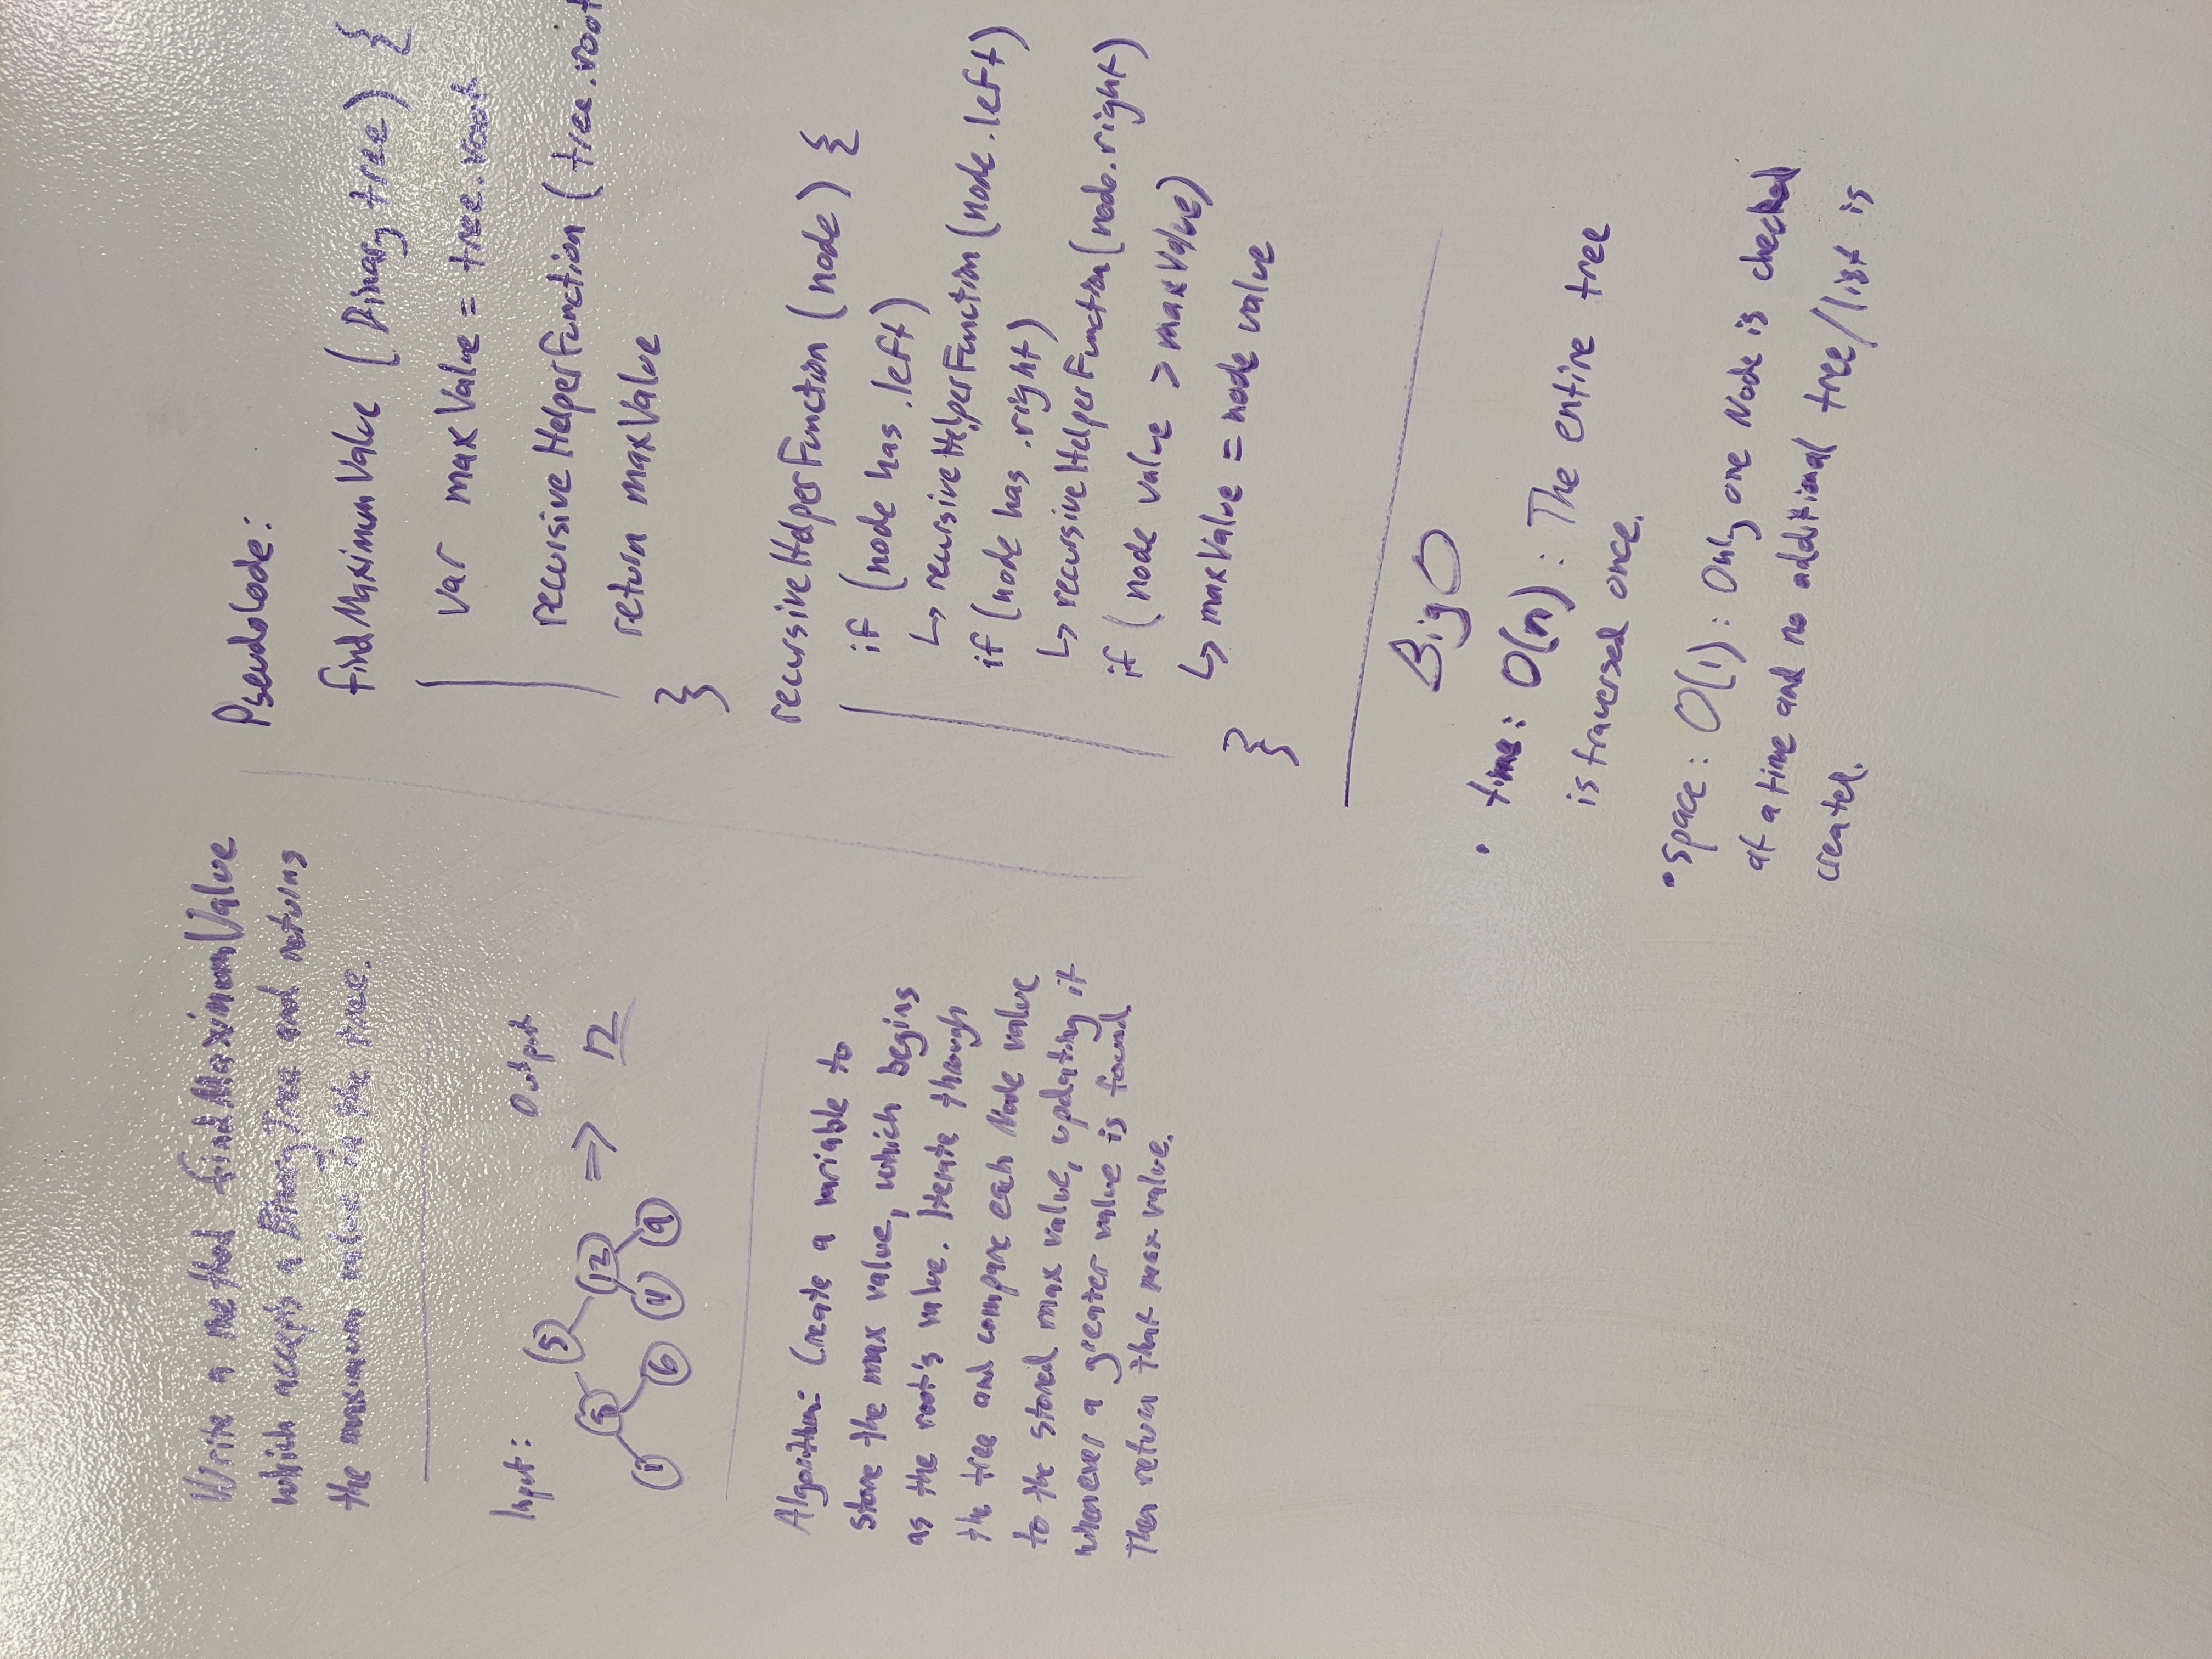 Write a method findMaximumValue
which accepts a BinaryTree and returns
the maximum value in the tree.
Input:
Output
5
8 12 => 12
1 6 4 9
Algorithm: Create a variable to
store the max value, which begins
as the root's value. Iterate through
the tree and compare each Node value
to the stored max value, updating it
whenever a greater value is found.
Then return that max value.
PseudoCode:
findMaximumValue (Binary tree) {
var maxValue = tree.root
recursiveHelperFunction (tree.root
return maxValue
}
recursiveHelperFunction (node) {
if (node has .left)
↳ recursiveHelperFunction (node.left)
if (node has .right)
↳ recursiveHelperFunction (node.right)
if (node value > maxValue)
↳ maxValue = node value
}
Big O
• time: O(n): The entire tree
is traversed once.
• space: O(1): Only one Node is checked
at a time and no additional tree/list is
created.